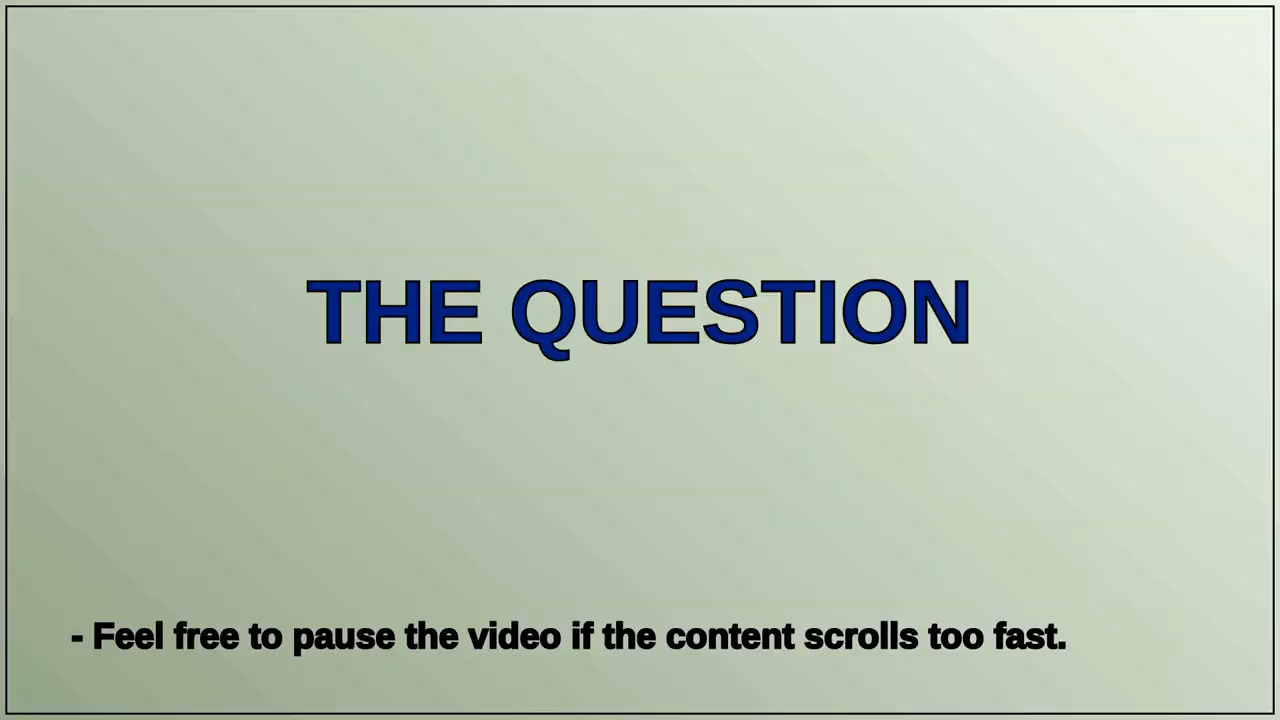 THE QUESTION
- Feel free to pause the video if the content scrolls too fast.